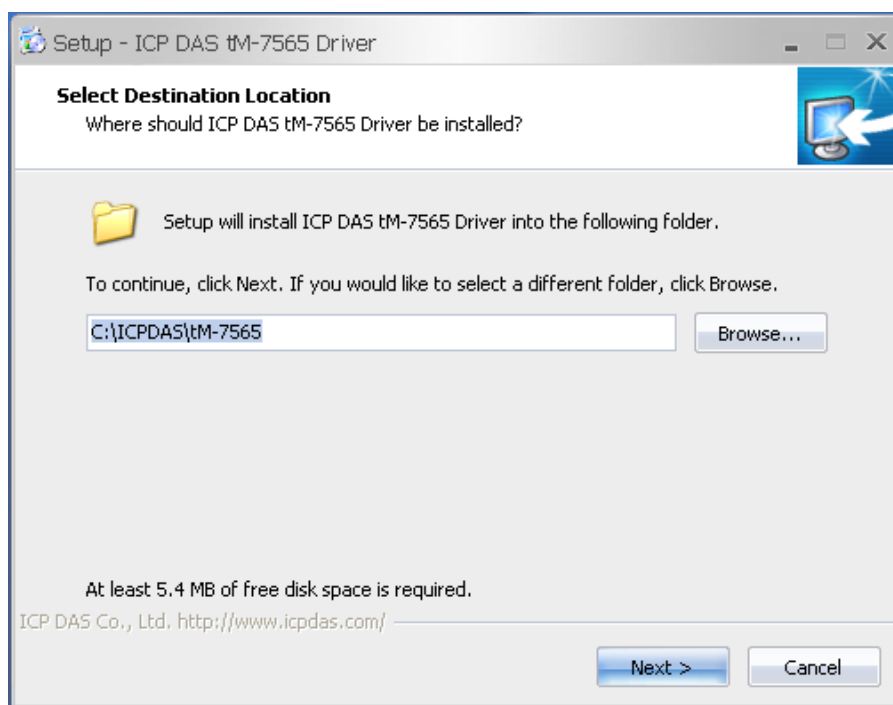 Setup - ICP DAS tM-7565 Driver
Select Destination Location
Where should ICP DAS tM-7565 Driver be installed?
Setup will install ICP DAS tM-7565 Driver into the following folder.
To continue, click Next. If you would like to select a different folder, click Browse.
C:\ICPDAS\tM-7565
Browse...
At least 5.4 MB of free disk space is required.
ICP DAS Co., Ltd. http://www.icpdas.com/
Next >
Cancel